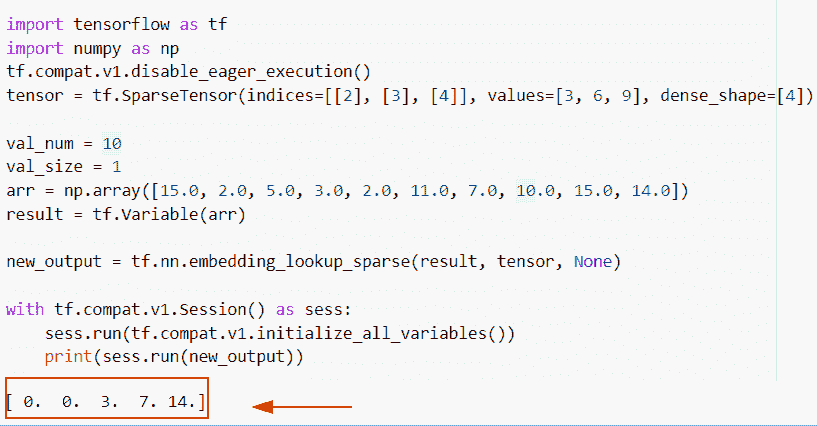 import tensorflow as tf
import numpy as np
tf.compat.v1.disable_eager_execution()
tensor = tf.SparseTensor(indices=[[2], [3], [4]], values=[3, 6, 9], dense_shape=[4])
val_num = 10
val_size = 1
arr = np.array([15.0, 2.0, 5.0, 3.0, 2.0, 11.0, 7.0, 10.0, 15.0, 14.0])
result = tf.Variable(arr)
new_output = tf.nn.embedding_lookup_sparse(result, tensor, None)
with tf.compat.v1.Session() as sess:
    sess.run(tf.compat.v1.initialize_all_variables())
    print(sess.run(new_output))
[ 0.  0.  3.  7. 14.]